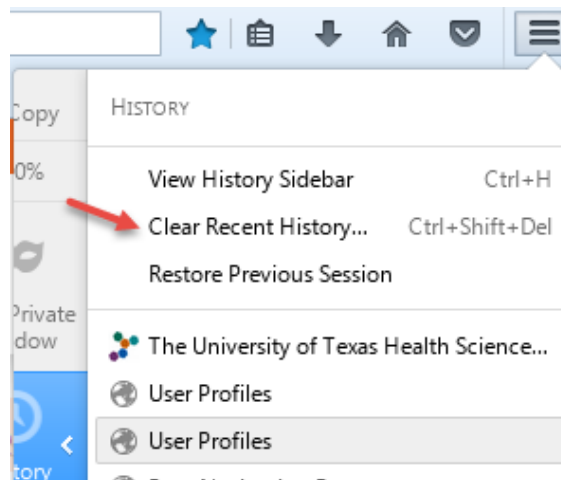 Copy
HISTORY
0%
View History Sidebar Ctrl+H
Clear Recent History... Ctrl+Shift+Del
Restore Previous Session
Private
dow
The University of Texas Health Science...
User Profiles
User Profiles
tory